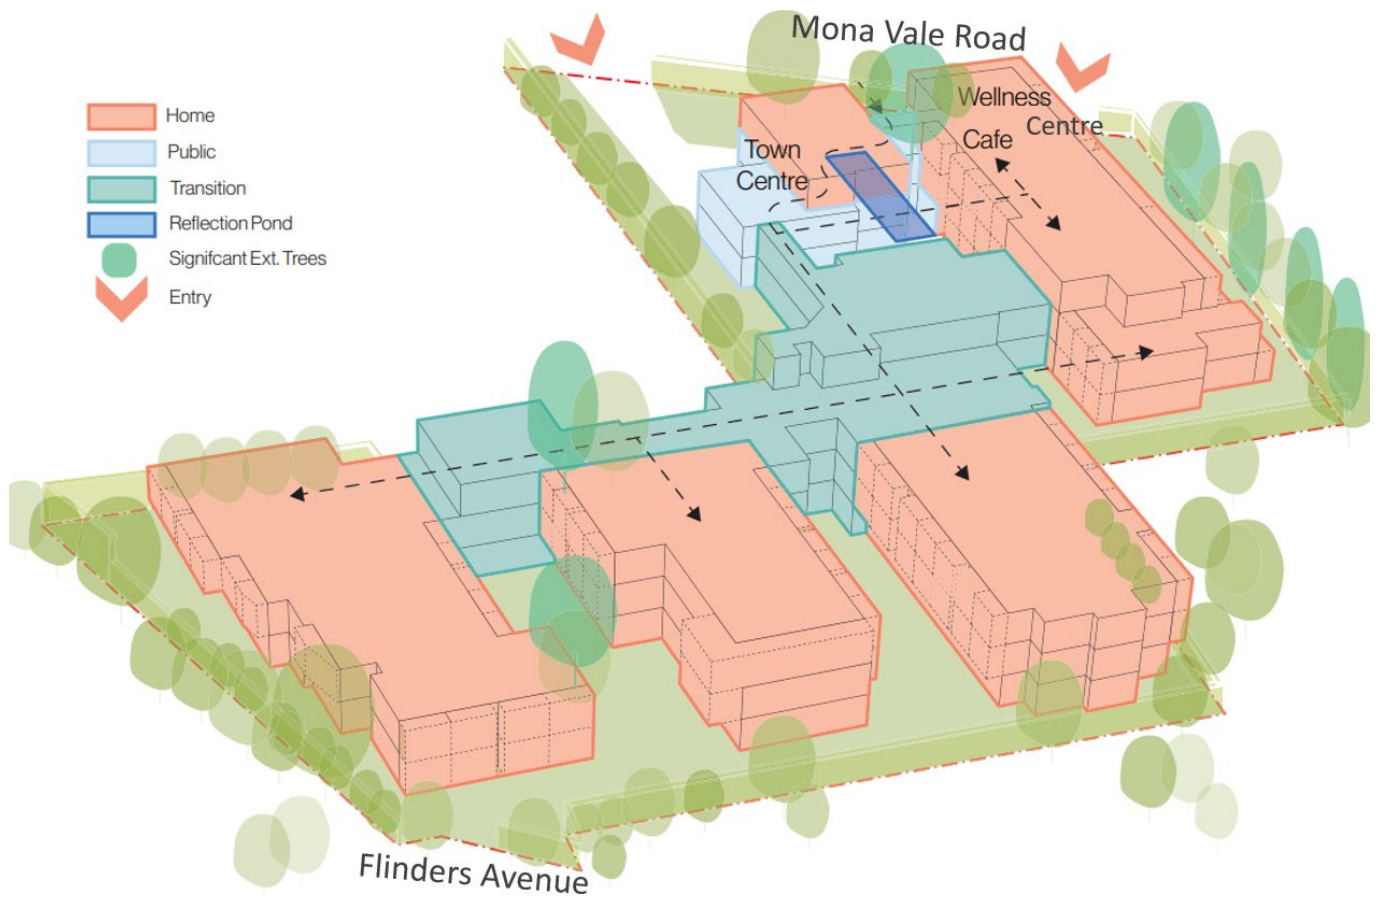 Mona Vale Road
Wellness
Centre
Cafe
Town
Centre
Home
Public
Transition
Reflection Pond
Signifcant Ext. Trees
Entry
Flinders Avenue